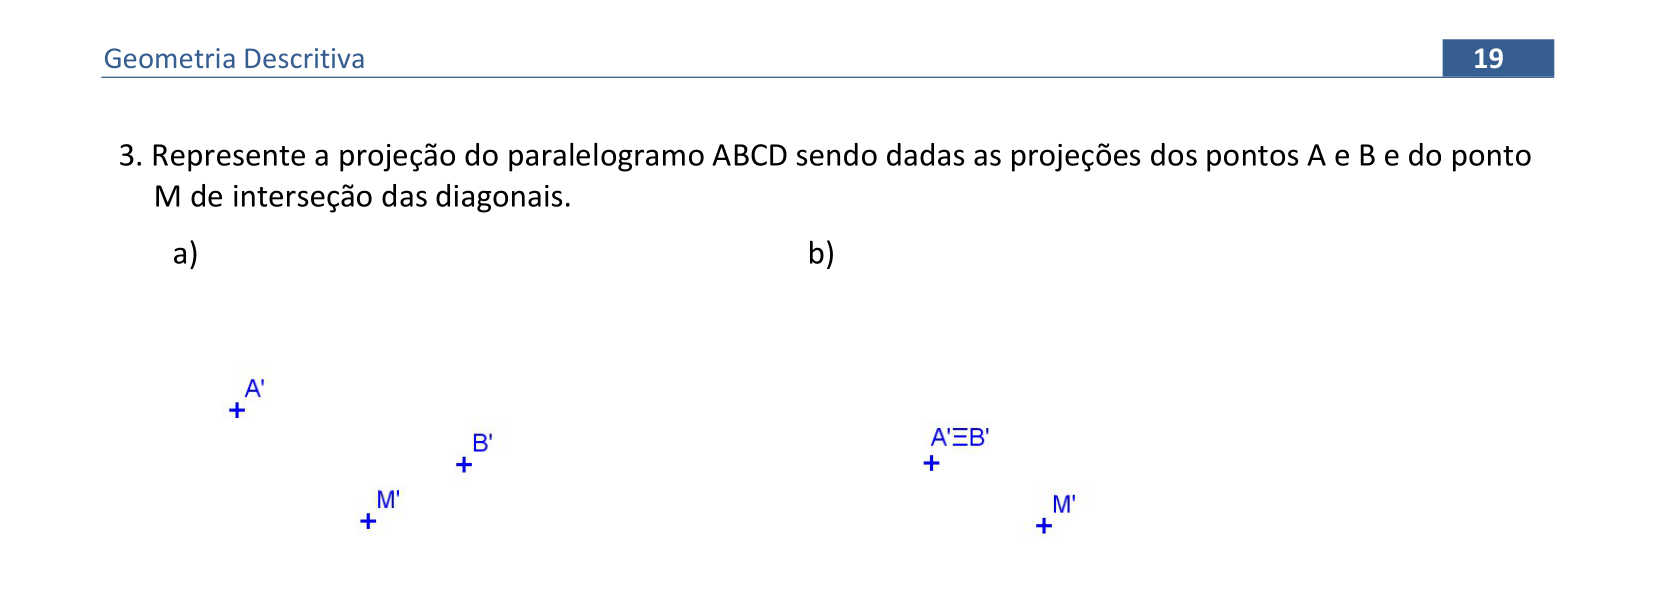 Geometria Descritiva
19
3. Represente a projeção do paralelogramo ABCD sendo dadas as projeções dos pontos A e B e do ponto
M de interseção das diagonais.
a)
b)
A'
B'
M'
A'ΞB'
M'